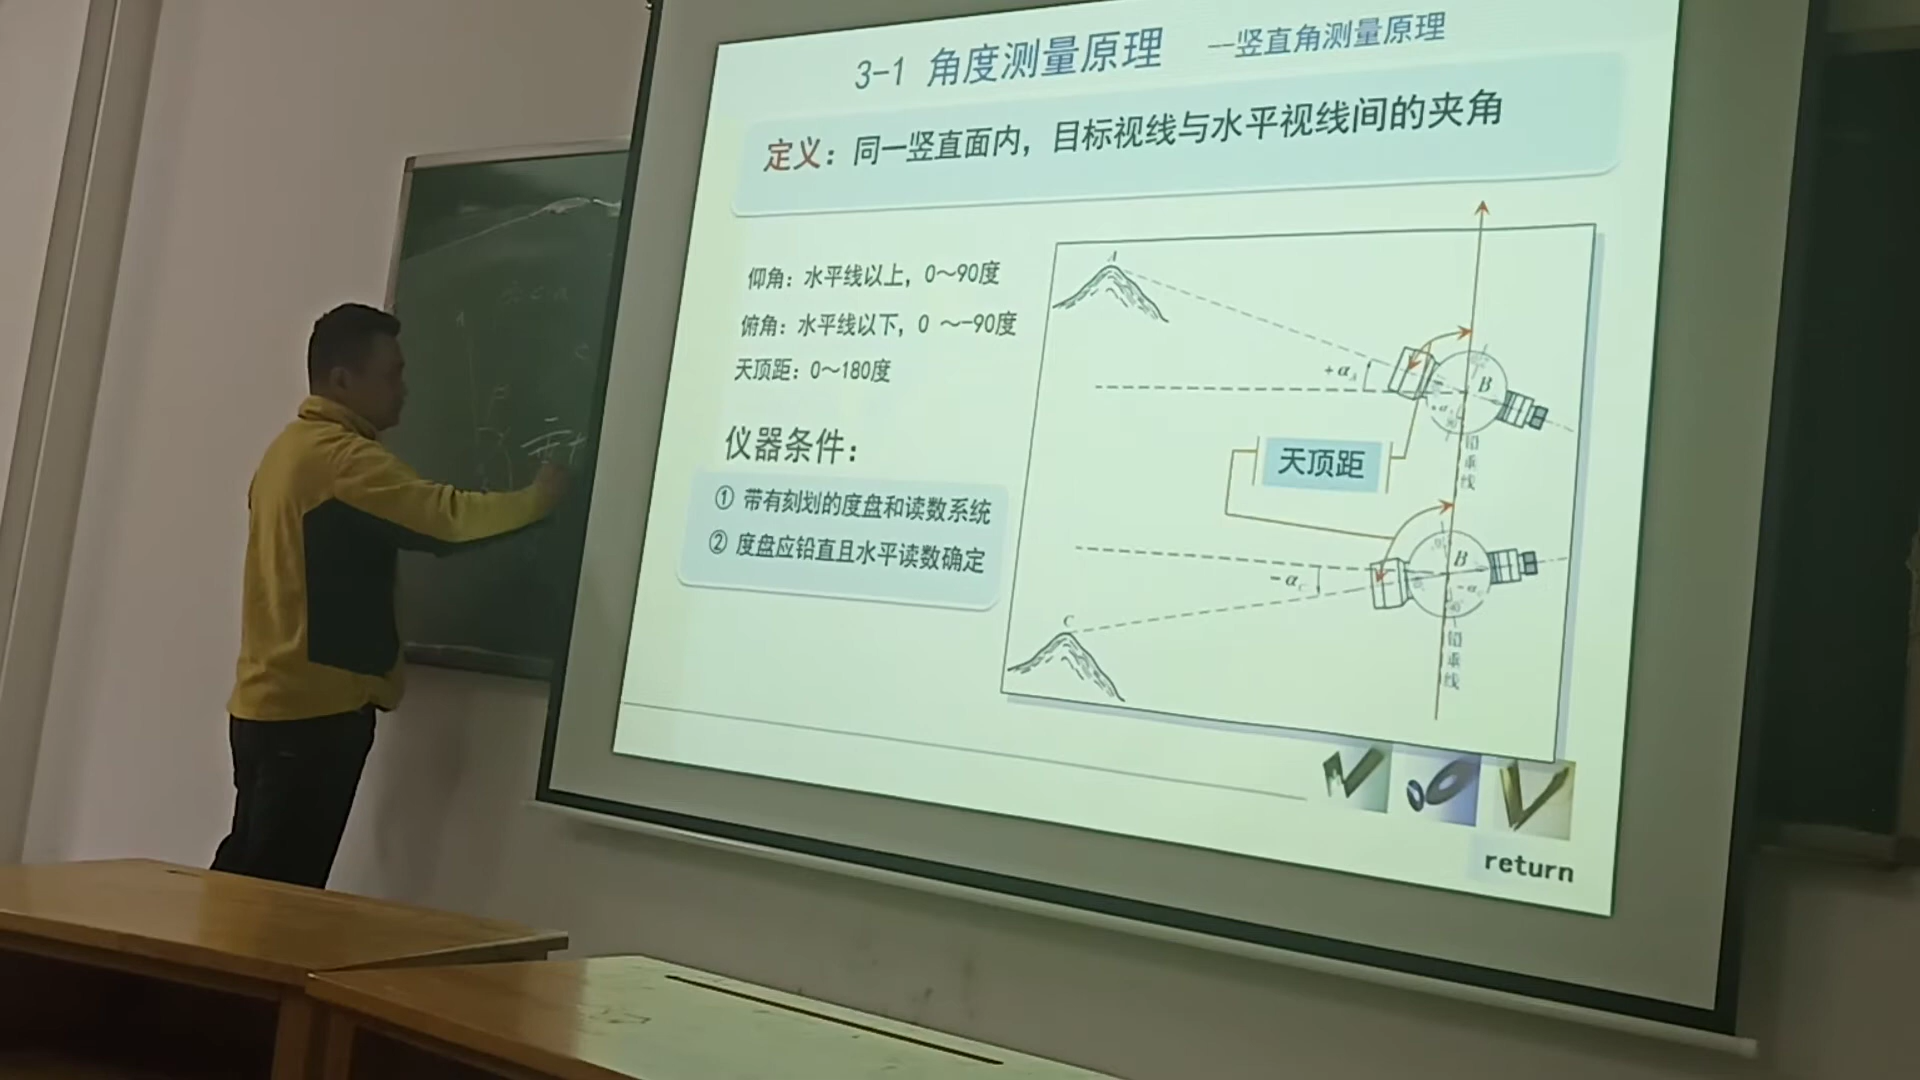 3-1 角度测量原理 --竖直角测量原理
定义：同一竖直面内，目标视线与水平视线间的夹角
仰角：水平线以上，0～90度
俯角：水平线以下，0 ～-90度
天顶距：0～180度
仪器条件：
① 带有刻划的度盘和读数系统
② 度盘应铅直且水平读数确定
A
+α
B
铅垂线
天顶距
B
-α
C
铅垂线
return